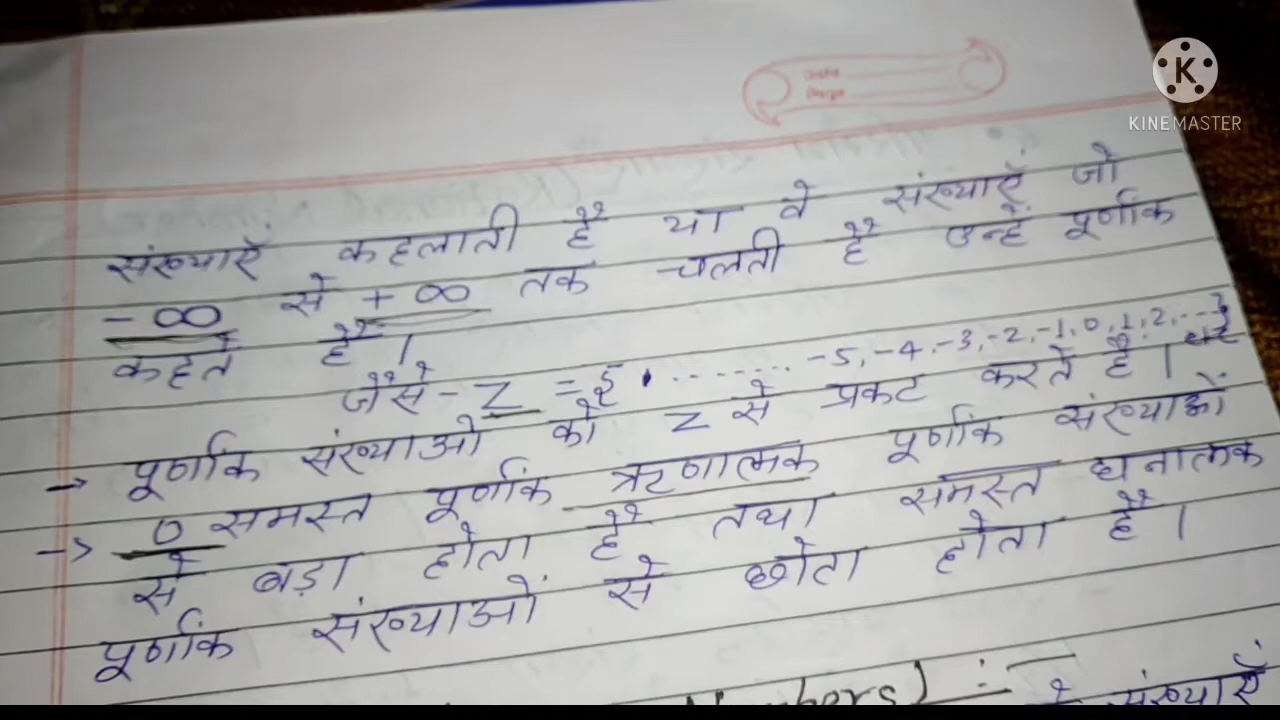 KINEMASTER
संख्याएँ कहलाती हैं या वे संख्याएँ जो
-∞ से +∞ तक चलती हैं उन्हें पूर्णांक
कहते हैं।
जैसे- Z = { ........ -5, -4, -3, -2, -1, 0, 1, 2, ...}
→ पूर्णांक संख्याओं को Z से प्रकट करते हैं।
→ 0 समस्त पूर्णांक ऋणात्मक पूर्णांक संख्याओं
से बड़ा होता है तथा समस्त धनात्मक
पूर्णांक संख्याओं से छोटा होता है।
संख्याएँ